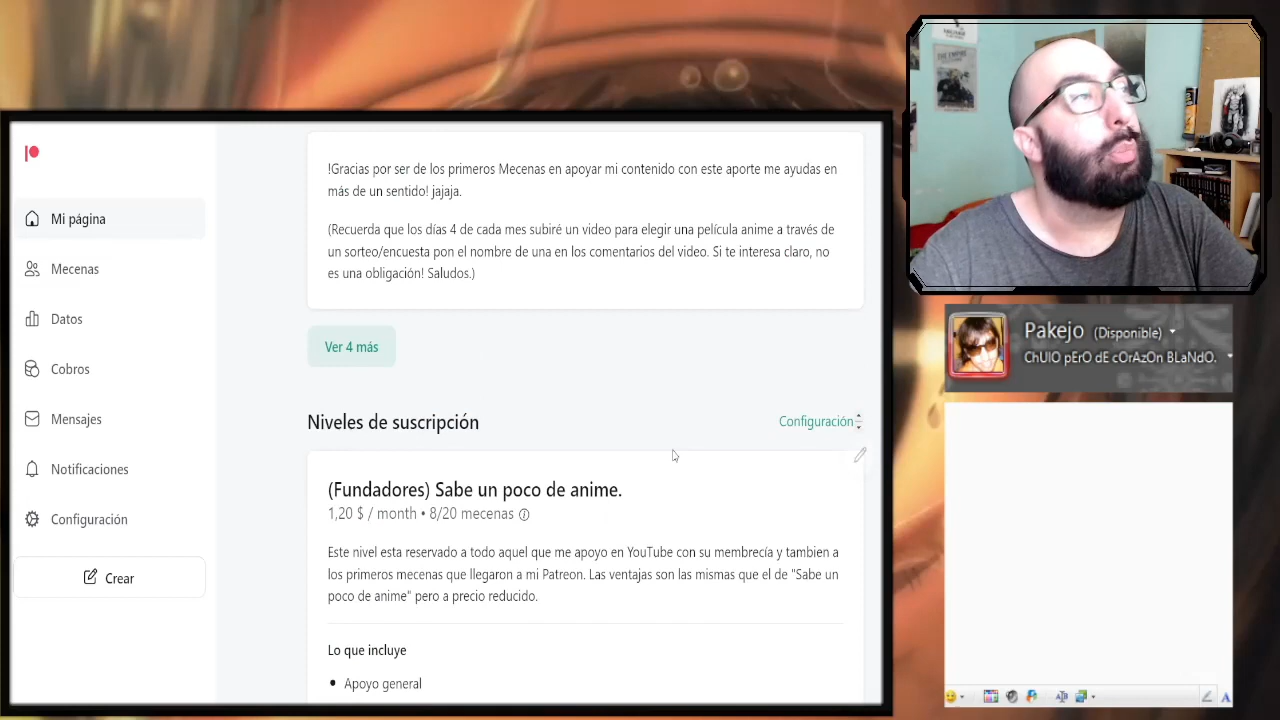 Mi página
Mecenas
Datos
Cobros
Mensajes
Notificaciones
Configuración
Crear
!Gracias por ser de los primeros Mecenas en apoyar mi contenido con este aporte me ayudas en
más de un sentido! jajaja.
(Recuerda que los días 4 de cada mes subiré un video para elegir una película anime a través de
un sorteo/encuesta pon el nombre de una en los comentarios del video. Si te interesa claro, no
es una obligación! Saludos.)
Ver 4 más
Niveles de suscripción
Configuración
(Fundadores) Sabe un poco de anime.
1,20 $ / month • 8/20 mecenas
Este nivel esta reservado a todo aquel que me apoyo en YouTube con su membrecía y tambien a
los primeros mecenas que llegaron a mi Patreon. Las ventajas son las mismas que el de "Sabe un
poco de anime" pero a precio reducido.
Lo que incluye
• Apoyo general
Pakejo (Disponible)
ChUlO pErO dE cOrAzOn BLaNdO.